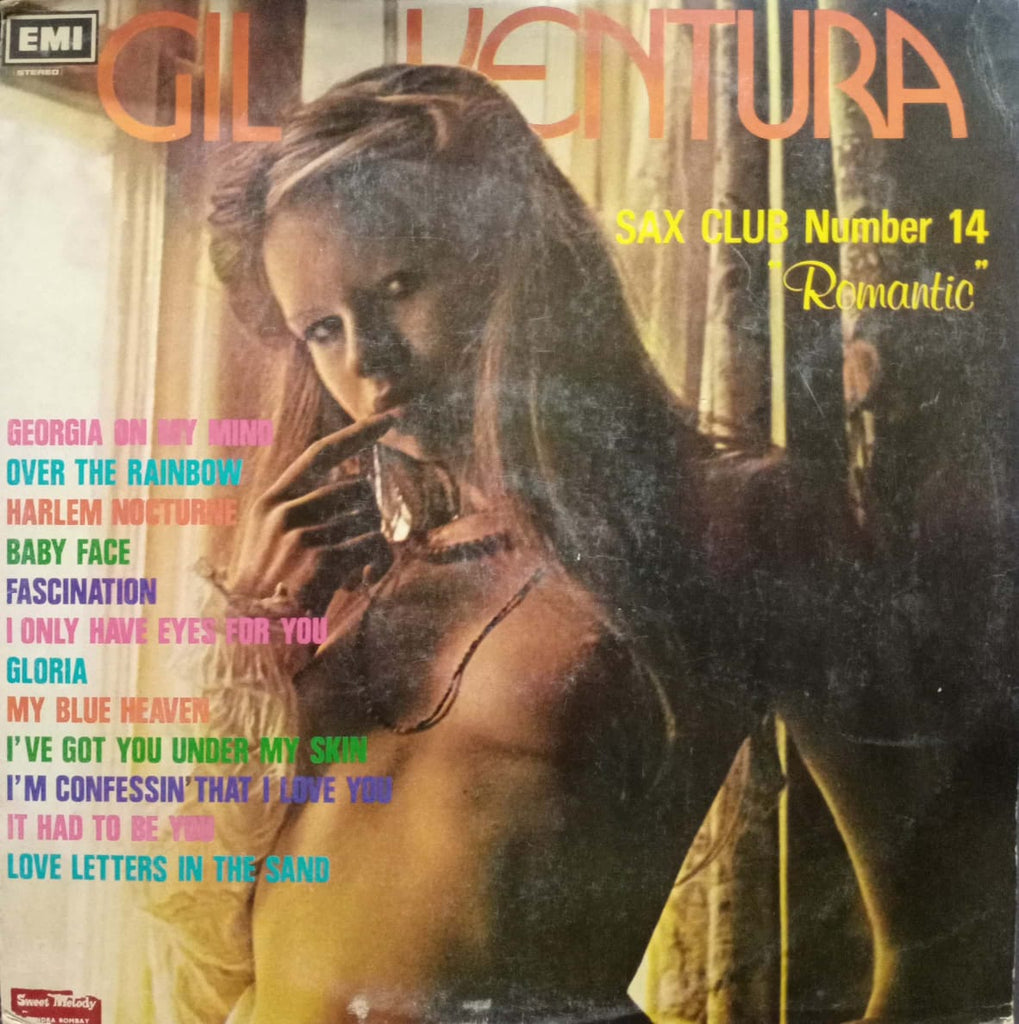 EMI
STEREO
GIL VENTURA
SAX CLUB Number 14
"Romantic"
GEORGIA ON MY MIND
OVER THE RAINBOW
HARLEM NOCTURNE
BABY FACE
FASCINATION
I ONLY HAVE EYES FOR YOU
GLORIA
MY BLUE HEAVEN
I'VE GOT YOU UNDER MY SKIN
I'M CONFESSIN' THAT I LOVE YOU
IT HAD TO BE YOU
LOVE LETTERS IN THE SAND
Sweet Melody
BOMBAY